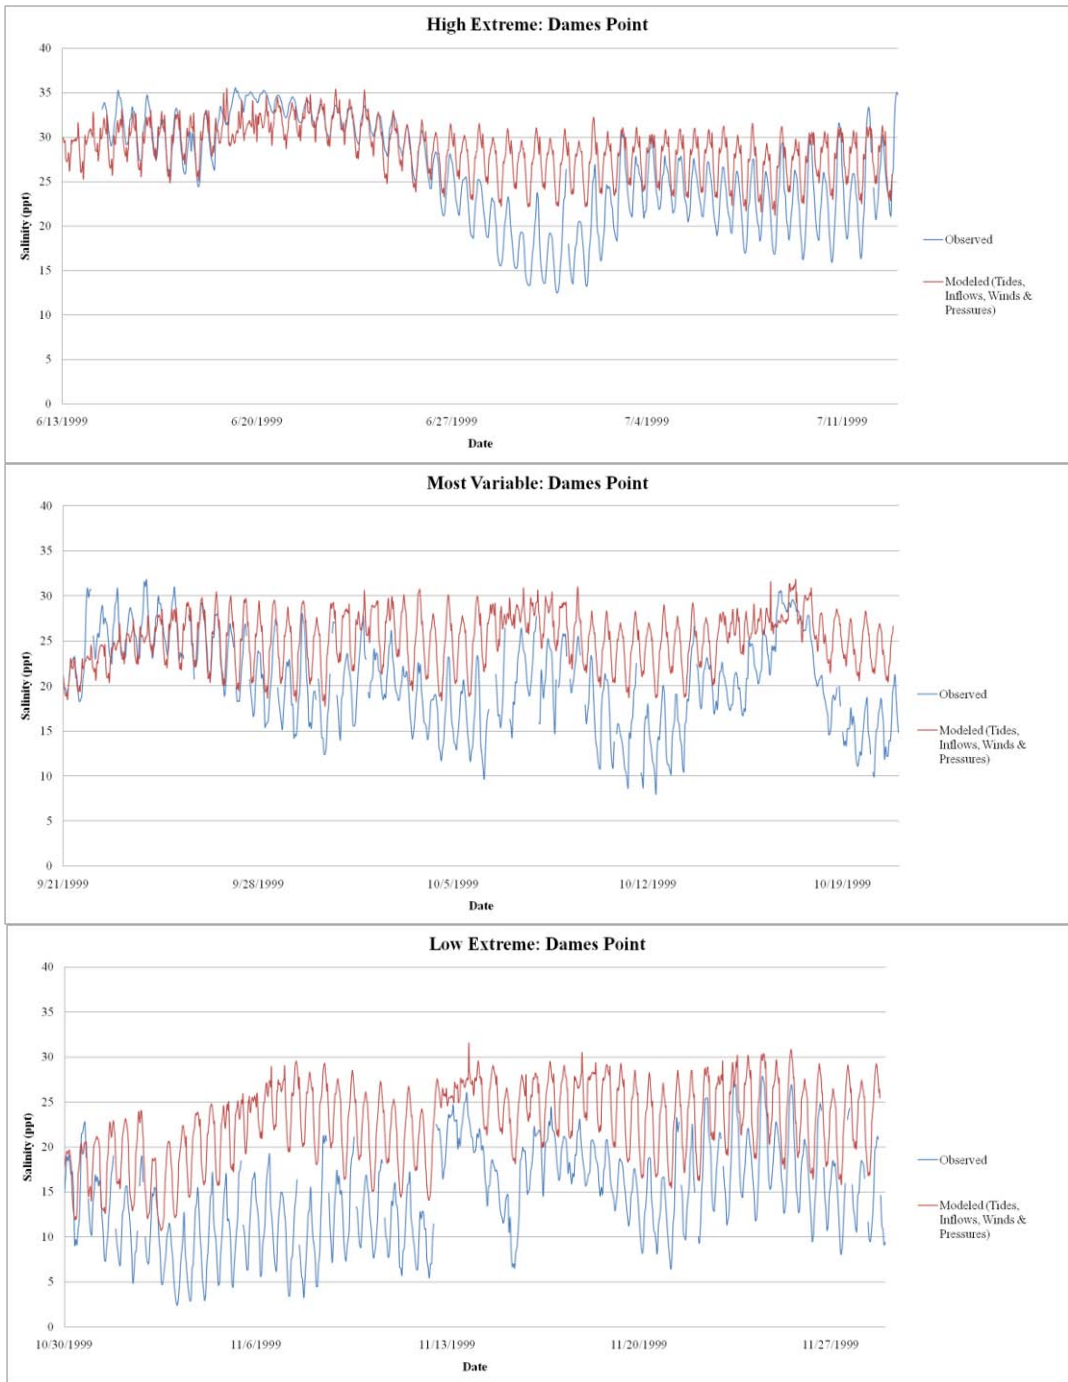 High Extreme: Dames Point
40
35
30
25
20
15
10
5
0
Salinity (ppt)
6/13/1999 6/20/1999 6/27/1999 7/4/1999 7/11/1999
Date
Observed
Modeled (Tides,
Inflows, Winds &
Pressures)
Most Variable: Dames Point
40
35
30
25
20
15
10
5
0
Salinity (ppt)
9/21/1999 9/28/1999 10/5/1999 10/12/1999 10/19/1999
Date
Observed
Modeled (Tides,
Inflows, Winds &
Pressures)
Low Extreme: Dames Point
40
35
30
25
20
15
10
5
0
Salinity (ppt)
10/30/1999 11/6/1999 11/13/1999 11/20/1999 11/27/1999
Date
Observed
Modeled (Tides,
Inflows, Winds &
Pressures)